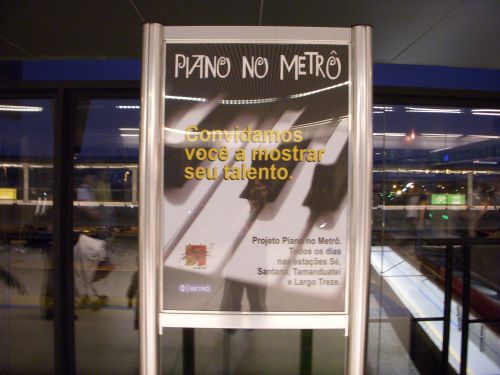 PIANO NO METRÔ
Convidamos
você a mostrar
seu talento.
Projeto Piano no Metrô.
Todos os dias
nas estações Sé,
Santana, Tamanduateí
e Largo Treze.
METRÔ